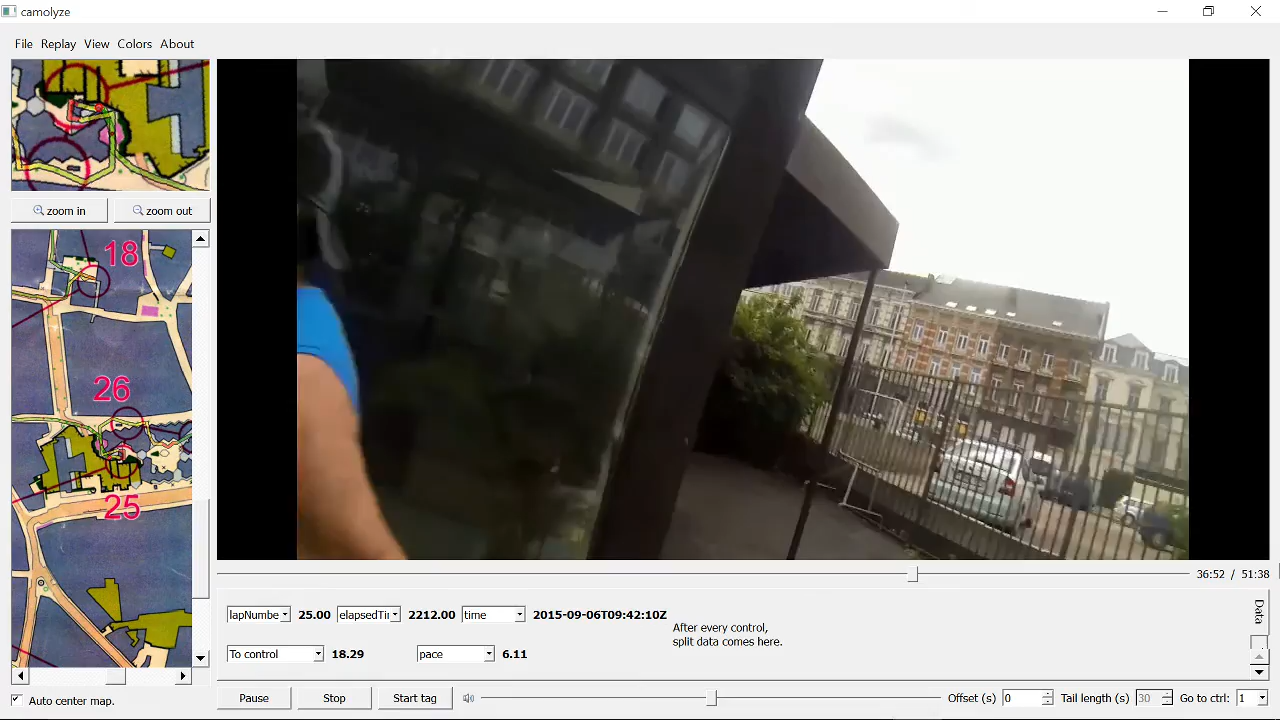 camolyze
File Replay View Colors About
zoom in zoom out
18
26
25
36:52 / 51:38
lapNumbe 25.00 elapsedTii 2212.00 time 2015-09-06T09:42:10Z
After every control,
split data comes here.
To control 18.29 pace 6.11
Data
Auto center map.
Pause Stop Start tag Offset (s) 0 Tail length (s) 30 Go to ctrl: 1